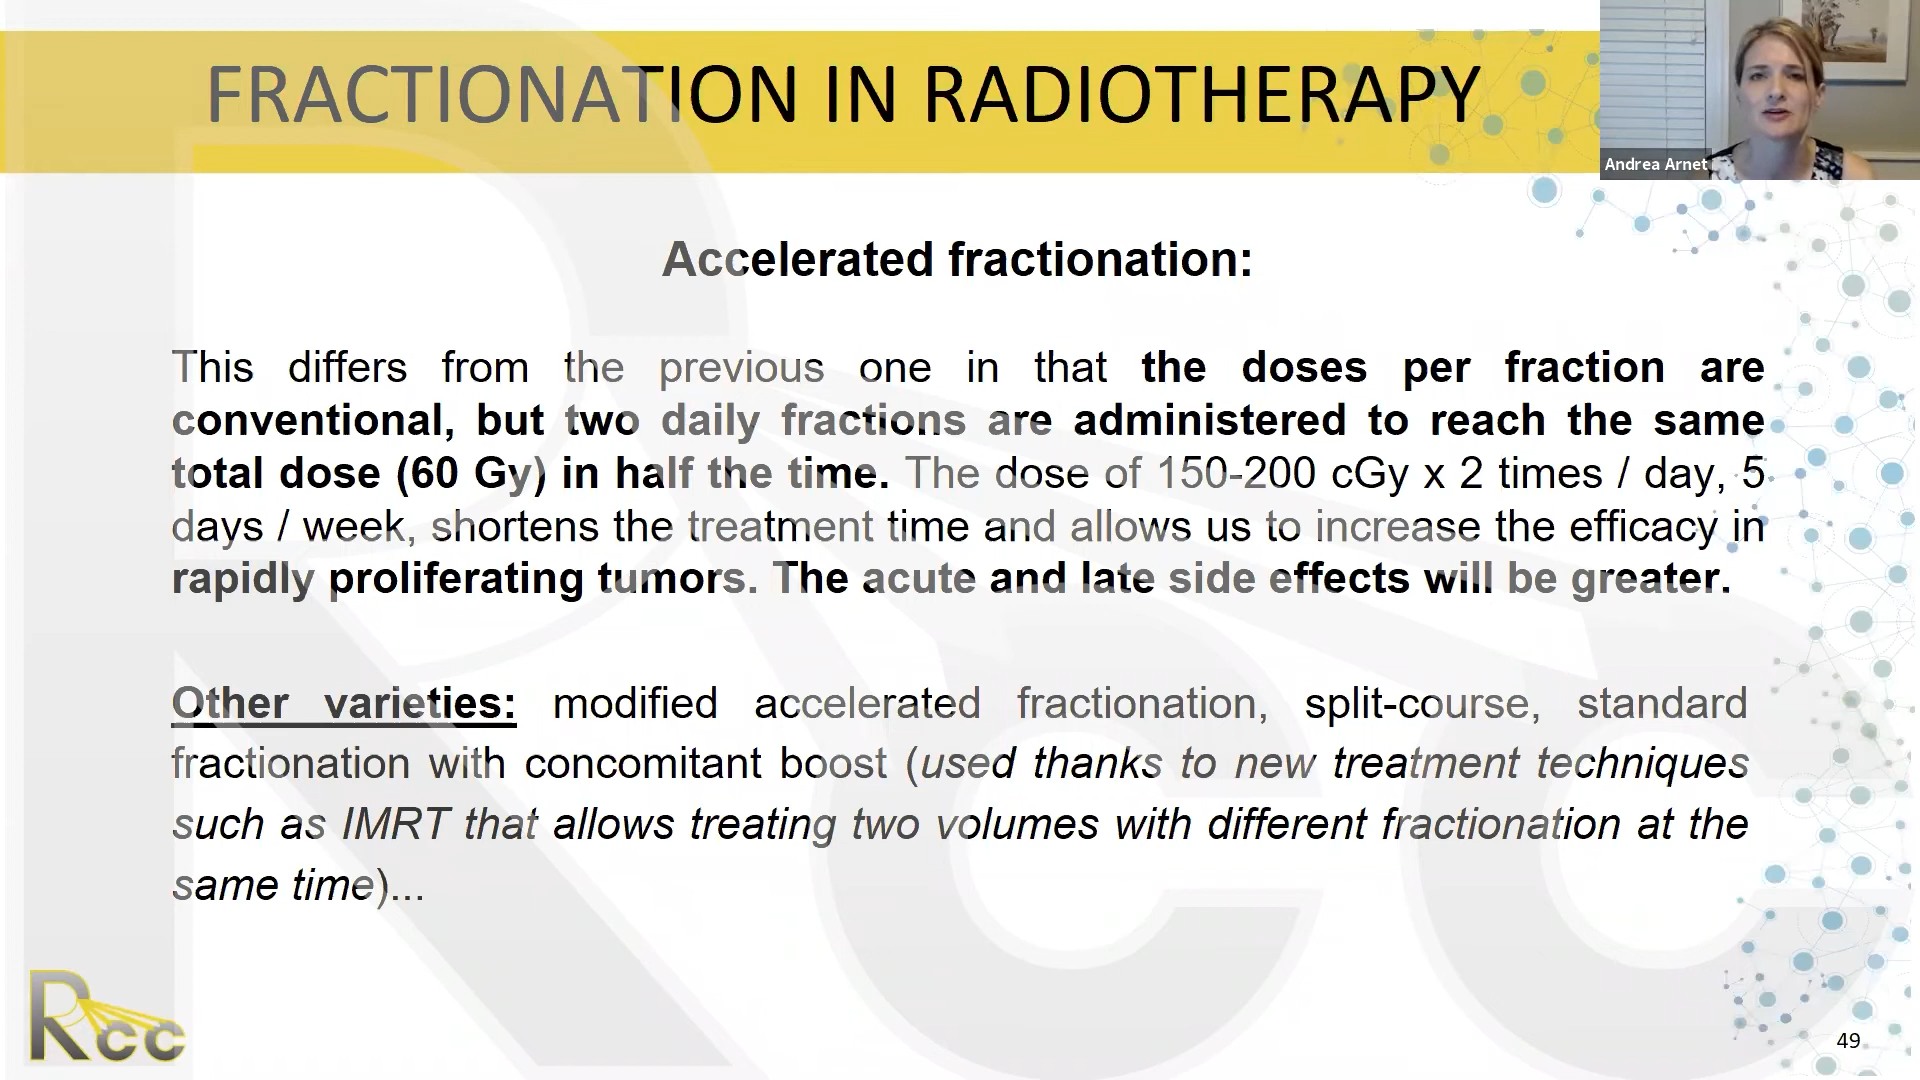 FRACTIONATION IN RADIOTHERAPY
Andrea Arnet
Accelerated fractionation:
This differs from the previous one in that the doses per fraction are
conventional, but two daily fractions are administered to reach the same
total dose (60 Gy) in half the time. The dose of 150-200 cGy x 2 times / day, 5
days / week, shortens the treatment time and allows us to increase the efficacy in
rapidly proliferating tumors. The acute and late side effects will be greater.
Other varieties: modified accelerated fractionation, split-course, standard
fractionation with concomitant boost (used thanks to new treatment techniques
such as IMRT that allows treating two volumes with different fractionation at the
same time)...
Rcc
49